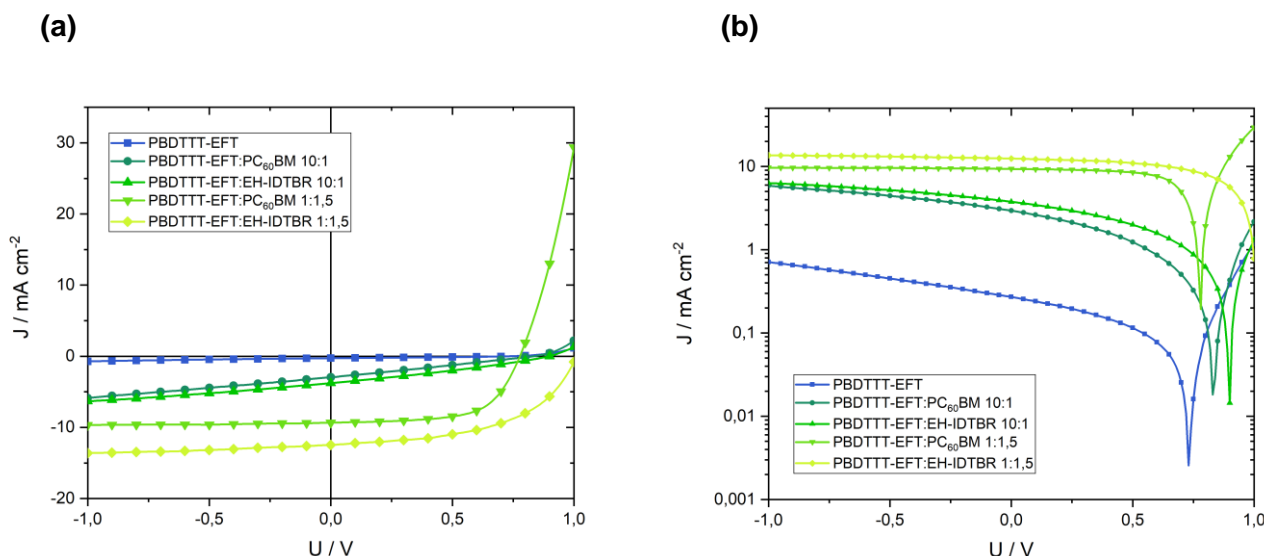 (a)
(b)
J / mA cm⁻²
30
20
10
0
-10
-20
-1,0
-0,5
0,0
0,5
1,0
U / V
PBDTTT-EFT
PBDTTT-EFT:PC₆₀BM 10:1
PBDTTT-EFT:EH-IDTBR 10:1
PBDTTT-EFT:PC₆₀BM 1:1,5
PBDTTT-EFT:EH-IDTBR 1:1,5
J / mA cm⁻²
10
1
0,1
0,01
0,001
-1,0
-0,5
0,0
0,5
1,0
U / V
PBDTTT-EFT
PBDTTT-EFT:PC₆₀BM 10:1
PBDTTT-EFT:EH-IDTBR 10:1
PBDTTT-EFT:PC₆₀BM 1:1,5
PBDTTT-EFT:EH-IDTBR 1:1,5